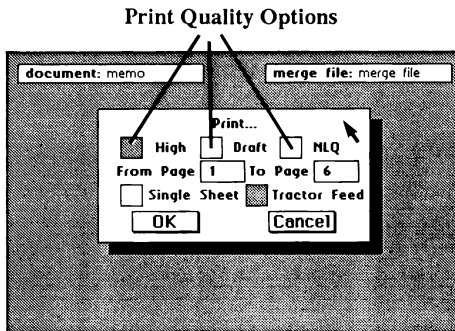 Print Quality Options
document: memo merge file: merge file
Print...
High Draft NLQ
From Page 1 To Page 6
Single Sheet Tractor Feed
OK Cancel